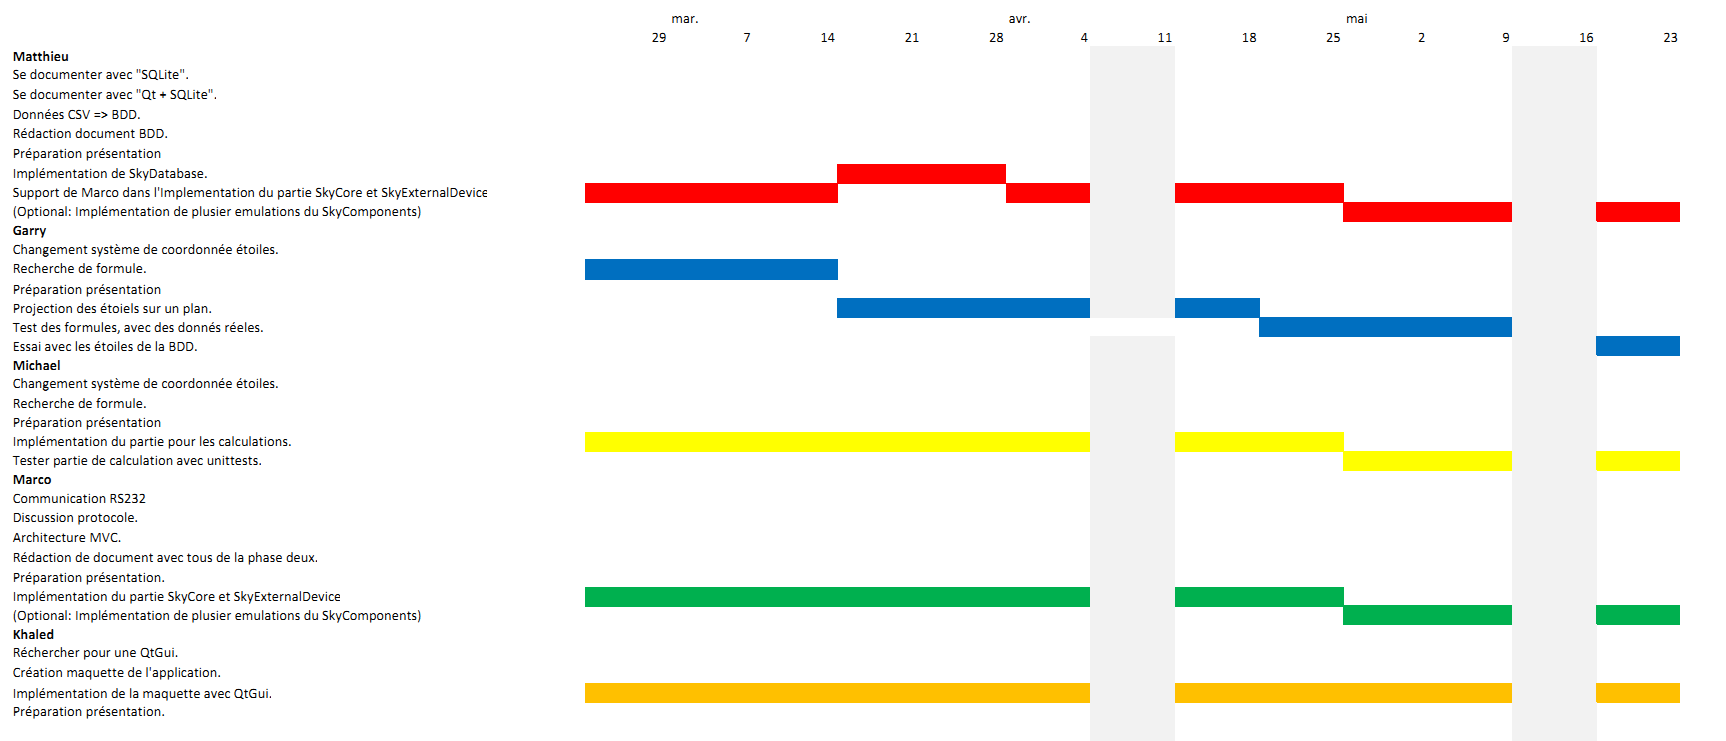 mar. avr. mai
29 7 14 21 28 4 11 18 25 2 9 16 23
Matthieu
Se documenter avec "SQLite".
Se documenter avec "Qt + SQLite".
Données CSV => BDD.
Rédaction document BDD.
Préparation présentation
Implémentation de SkyDatabase.
Support de Marco dans l'Implementation du partie SkyCore et SkyExternalDevice
(Optional: Implémentation de plusier emulations du SkyComponents)
Garry
Changement système de coordonnée étoiles.
Recherche de formule.
Préparation présentation
Projection des étoiels sur un plan.
Test des formules, avec des donnés réeles.
Essai avec les étoiles de la BDD.
Michael
Changement système de coordonnée étoiles.
Recherche de formule.
Préparation présentation
Implémentation du partie pour les calculations.
Tester partie de calculation avec unittests.
Marco
Communication RS232
Discussion protocole.
Architecture MVC.
Rédaction de document avec tous de la phase deux.
Préparation présentation.
Implémentation du partie SkyCore et SkyExternalDevice
(Optional: Implémentation de plusier emulations du SkyComponents)
Khaled
Réchercher pour une QtGui.
Création maquette de l'application.
Implémentation de la maquette avec QtGui.
Préparation présentation.